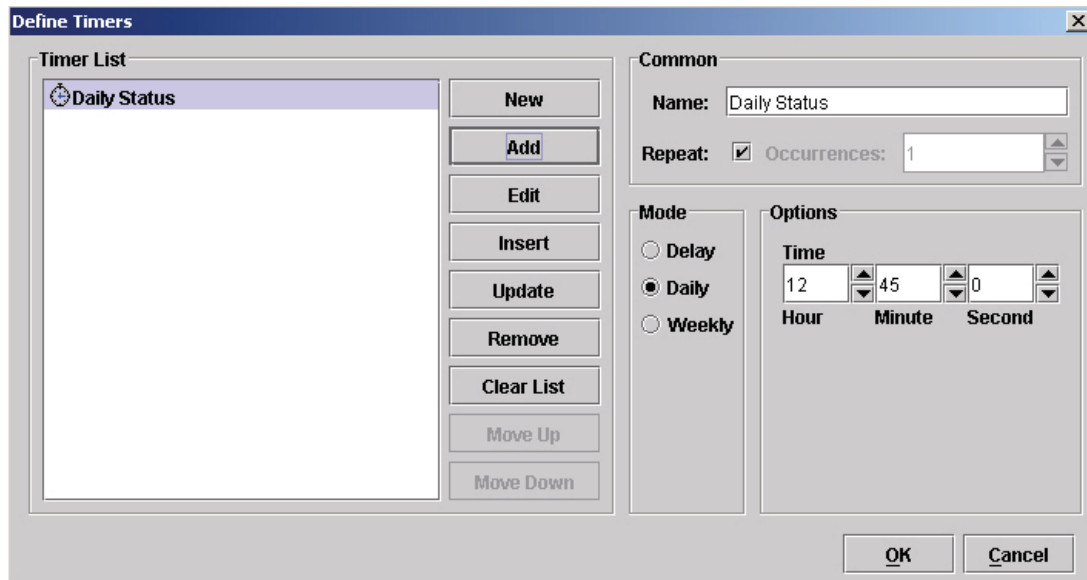 Define Timers
Timer List
Daily Status
New
Add
Edit
Insert
Update
Remove
Clear List
Move Up
Move Down
Common
Name: Daily Status
Repeat: Occurrences: 1
Mode
Delay
Daily
Weekly
Options
Time
12 45 0
Hour Minute Second
OK Cancel